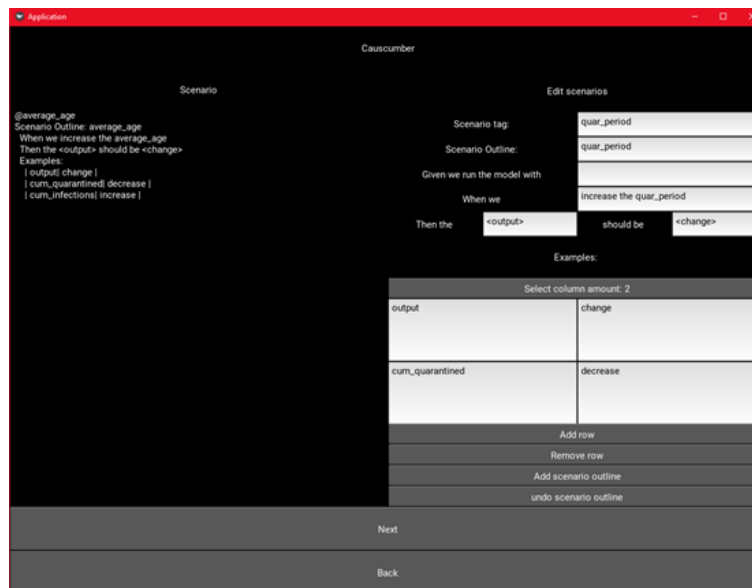 Application
Causcumber
Scenario
@average_age
Scenario Outline: average_age
When we increase the average_age
Then the <output> should be <change>
Examples:
| output| change |
| cum_quarantined| decrease |
| cum_infections| increase |
Edit scenarios
Scenario tag: quar_period
Scenario Outline: quar_period
Given we run the model with
When we increase the quar_period
Then the <output> should be <change>
Examples:
Select column amount: 2
output change
cum_quarantined decrease
Add row
Remove row
Add scenario outline
undo scenario outline
Next
Back